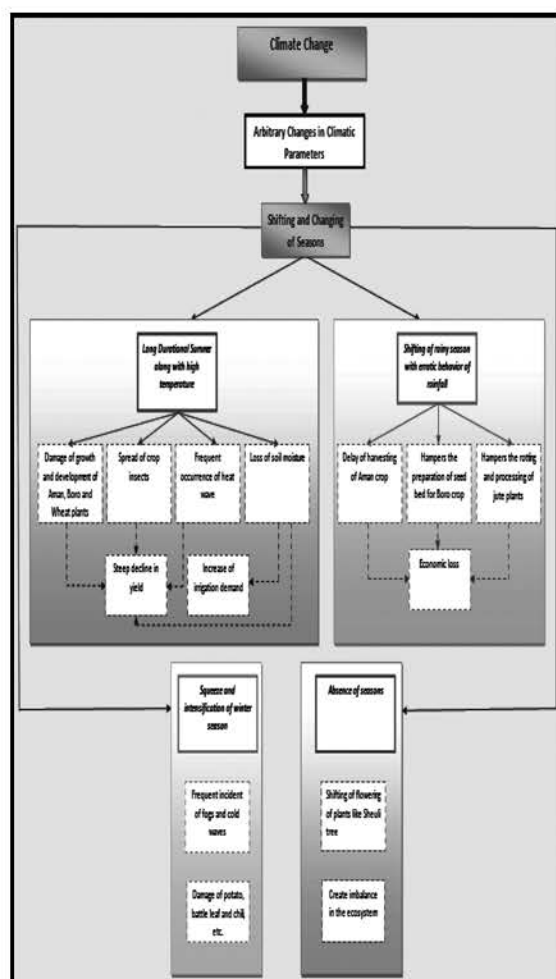 Climate Change
Arbitrary Changes in Climatic
Parameters
Shifting and Changing
of Seasons
Long Durational Summer
along with high
temperature
Damage of growth
and development of
Aman, Boro and
Wheat plants
Spread of crop
insects
Frequent
occurrence of heat
wave
Loss of soil moisture
Steep decline in
yield
Increase of
irrigation demand
Shifting of rainy season
with erratic behavior of
rainfall
Delay of harvesting
of Aman crop
Hampers the
preparation of seed
bed for Boro crop
Hampers the rotting
and processing of
jute plants
Economic loss
Squeeze and
intensification of winter
season
Frequent incident
of fogs and cold
waves
Damage of potato,
battle leaf and chili,
etc.
Absence of seasons
Shifting of flowering
of plants like Sheuli
tree
Create imbalance
in the ecosystem